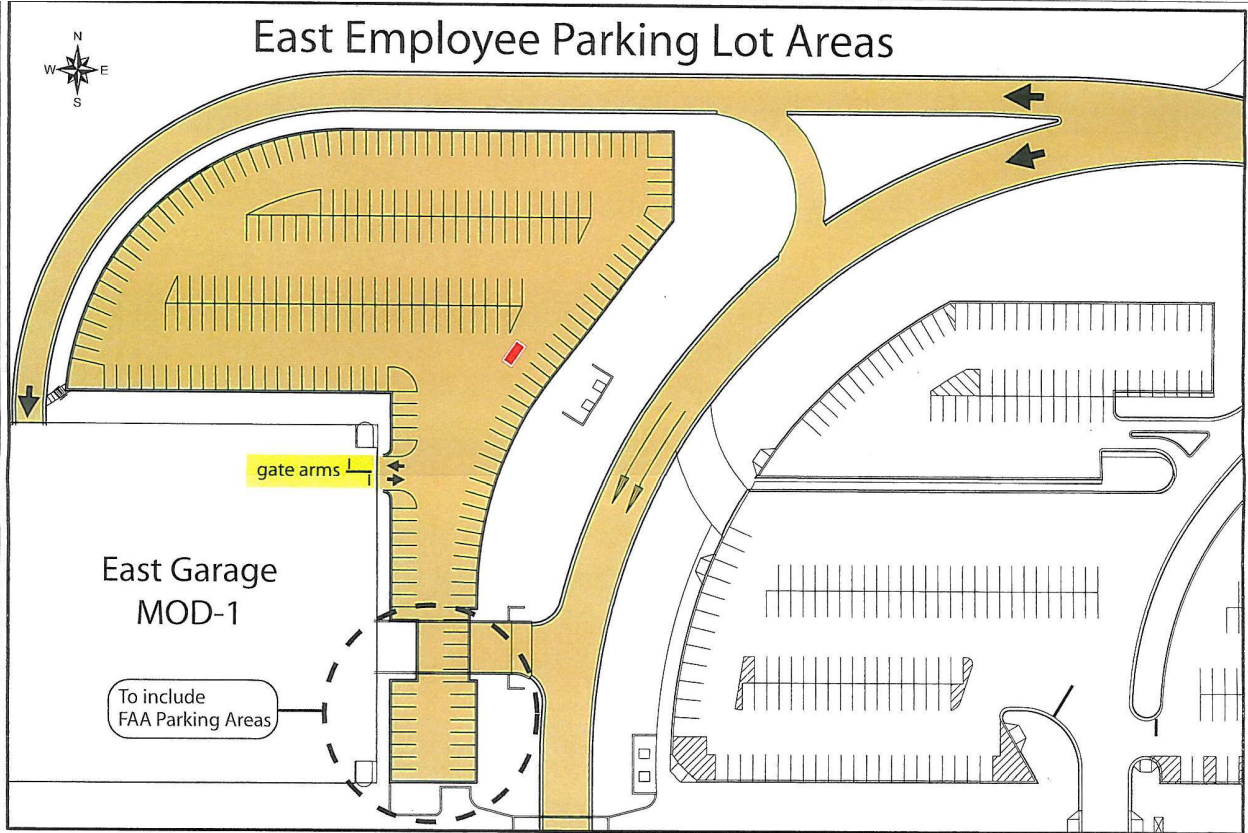 East Employee Parking Lot Areas
N
W E
S
gate arms
East Garage
MOD-1
To include
FAA Parking Areas